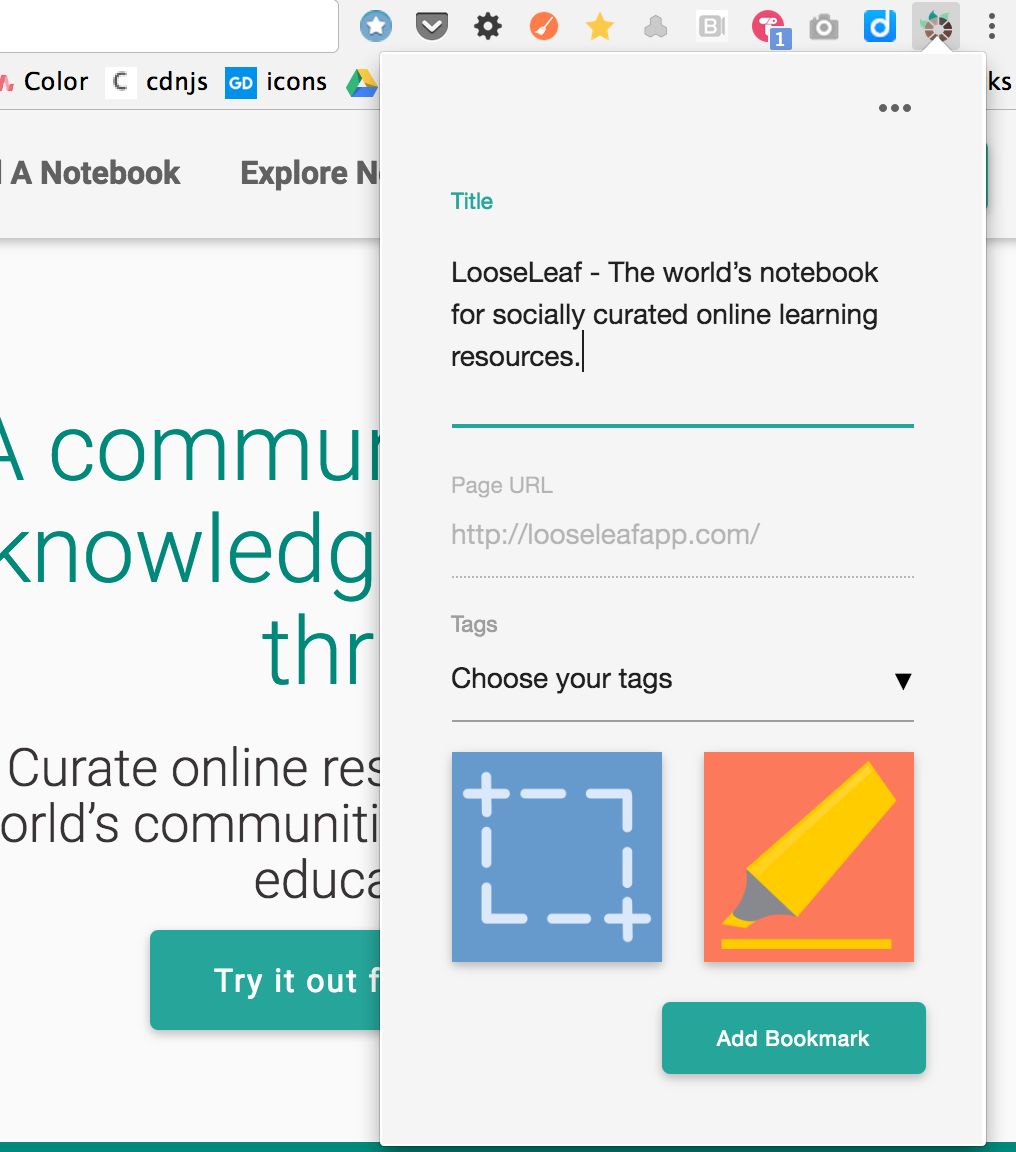 1
Color cdnjs GD icons
ks
A Notebook Explore
Title
LooseLeaf - The world’s notebook
for socially curated online learning
resources.
Page URL
http://looseleafapp.com/
Tags
Choose your tags
Add Bookmark
A commun
knowledg
thr
Curate online res
orld’s communiti
educa
Try it out f